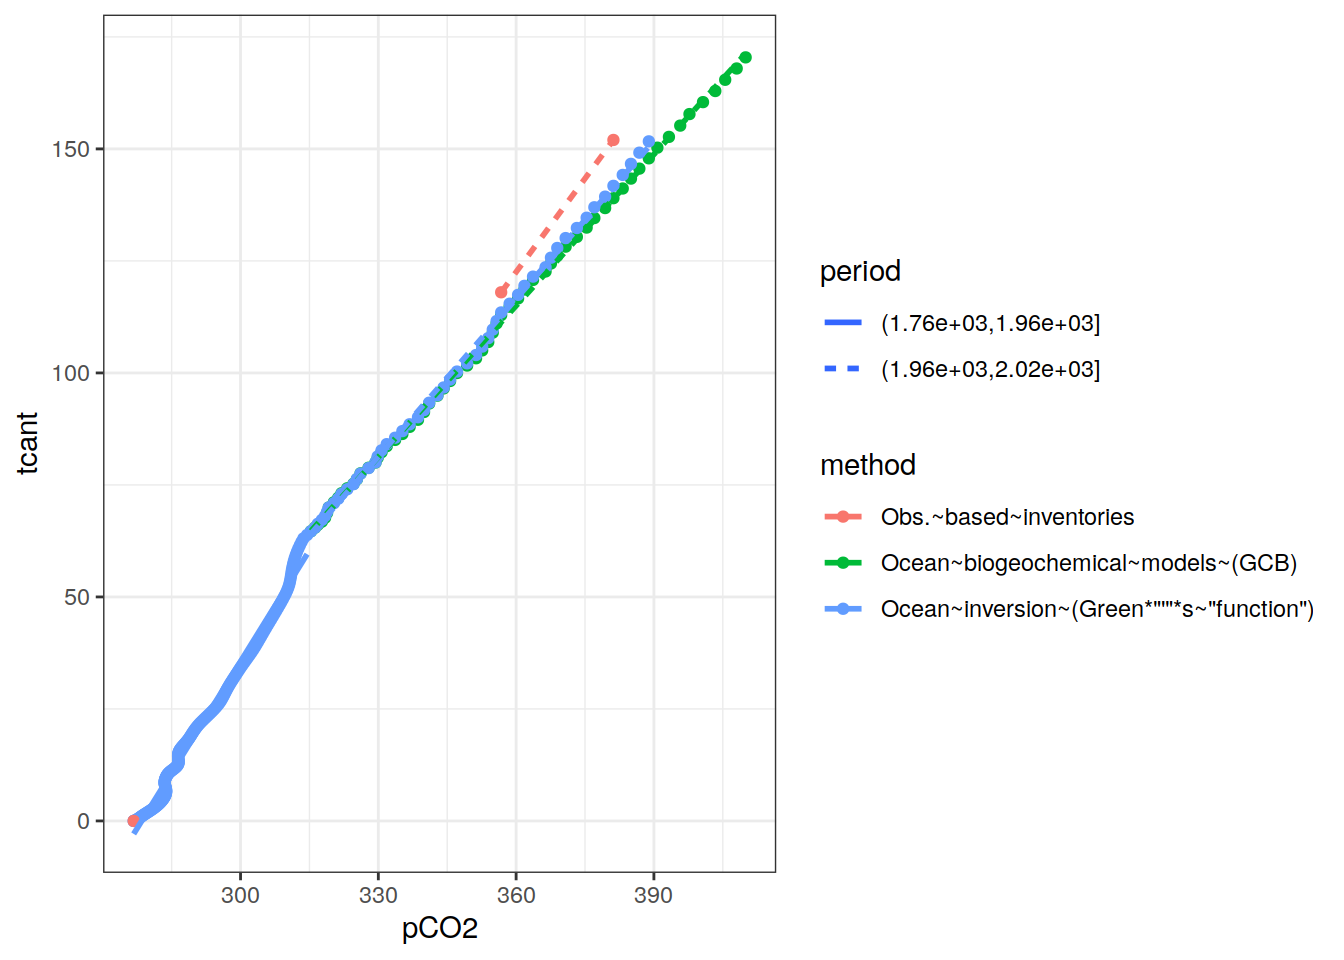 150
100
50
0
tcant
300
330
360
390
pCO2
period
(1.76e+03,1.96e+03]
(1.96e+03,2.02e+03]
method
Obs.~based~inventories
Ocean~biogeochemical~models~(GCB)
Ocean~inversion~(Green*"'"*s~"function")